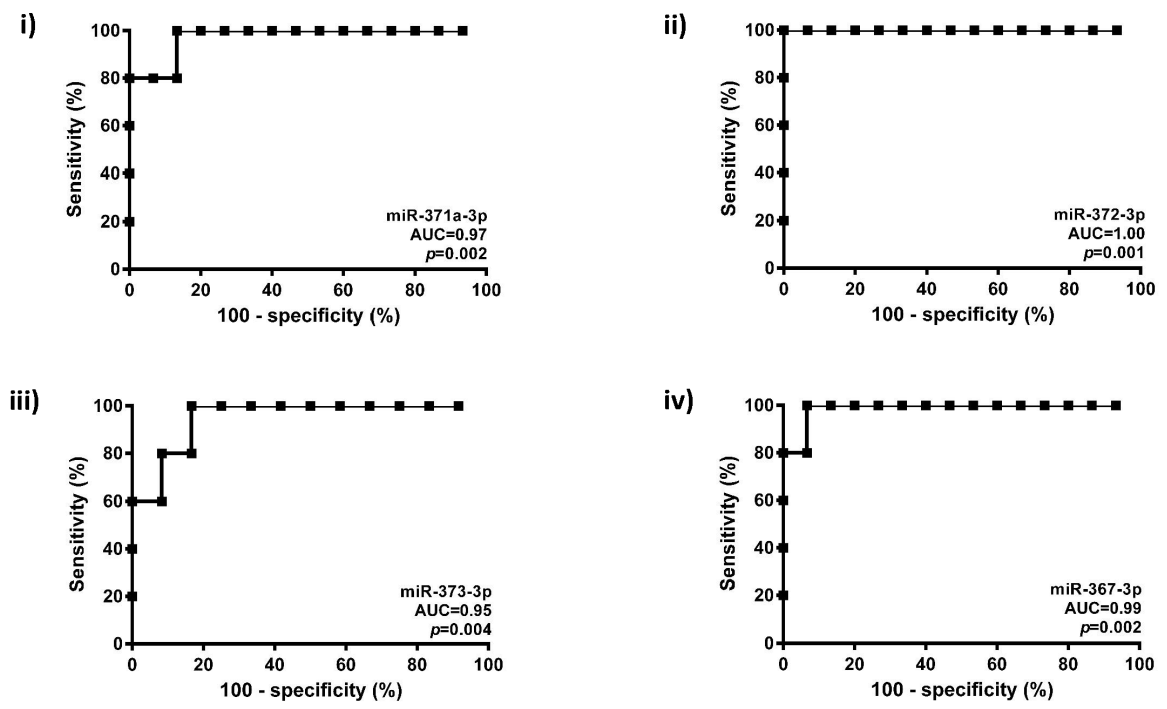 i)
100
80
60
40
20
0
Sensitivity (%)
miR-371a-3p
AUC=0.97
p=0.002
0 20 40 60 80 100
100 - specificity (%)
ii)
100
80
60
40
20
0
Sensitivity (%)
miR-372-3p
AUC=1.00
p=0.001
0 20 40 60 80 100
100 - specificity (%)
iii)
100
80
60
40
20
0
Sensitivity (%)
miR-373-3p
AUC=0.95
p=0.004
0 20 40 60 80 100
100 - specificity (%)
iv)
100
80
60
40
20
0
Sensitivity (%)
miR-367-3p
AUC=0.99
p=0.002
0 20 40 60 80 100
100 - specificity (%)